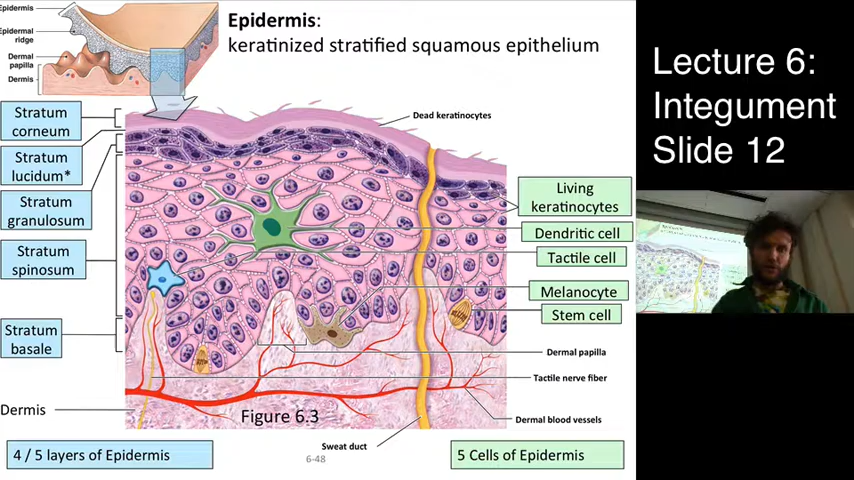 Epidermis
Epidermal
ridge
Dermal
papilla
Dermis
Epidermis:
keratinized stratified squamous epithelium
Stratum
corneum
Stratum
lucidum*
Stratum
granulosum
Stratum
spinosum
Stratum
basale
Dermis
Dead keratinocytes
Living
keratinocytes
Dendritic cell
Tactile cell
Melanocyte
Stem cell
Dermal papilla
Tactile nerve fiber
Dermal blood vessels
Figure 6.3
Sweat duct
6-48
4 / 5 layers of Epidermis
5 Cells of Epidermis
Lecture 6:
Integument
Slide 12